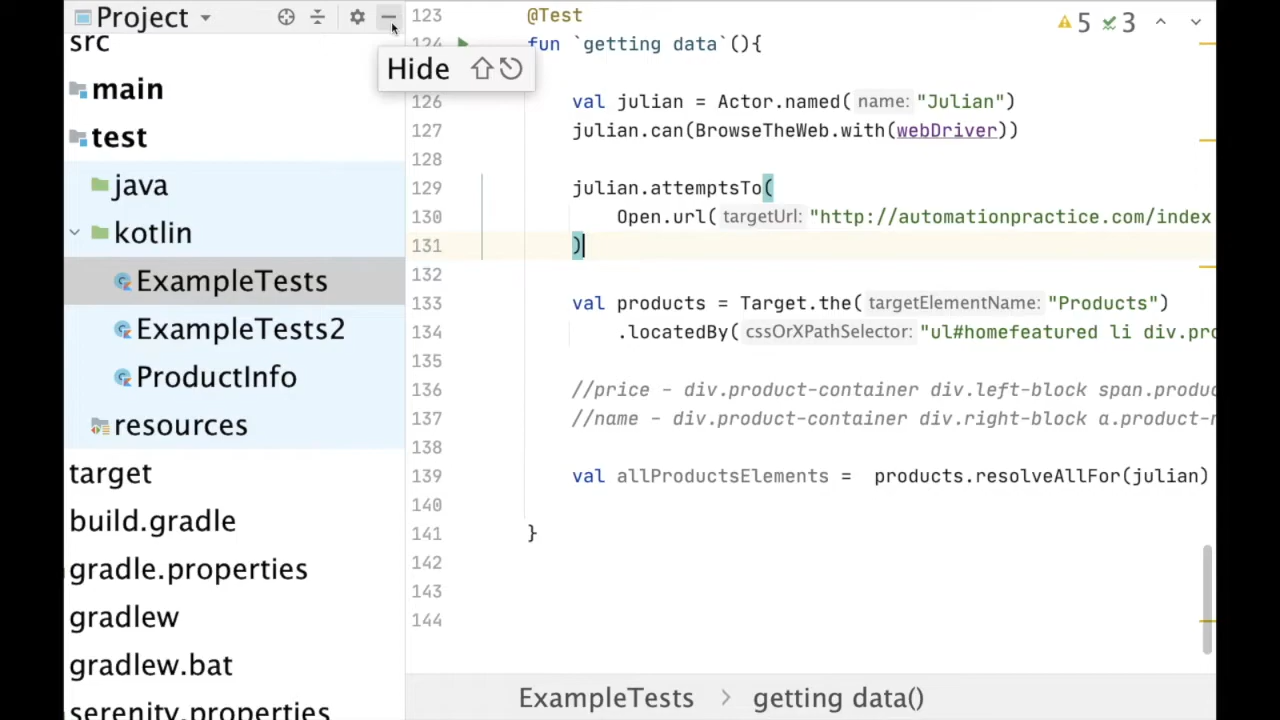 Project
src
main
test
java
kotlin
ExampleTests
ExampleTests2
ProductInfo
resources
target
build.gradle
gradle.properties
gradlew
gradlew.bat
serenity.properties
Hide ⇧
5 3
123 @Test
124 fun `getting data`(){
126 val julian = Actor.named( name: "Julian")
127 julian.can(BrowseTheWeb.with(webDriver))
128
129 julian.attemptsTo(
130 Open.url( targetUrl: "http://automationpractice.com/index
131 )
132
133 val products = Target.the( targetElementName: "Products")
134 .locatedBy( cssOrXPathSelector: "ul#homefeatured li div.pro
135
136 //price - div.product-container div.left-block span.produc
137 //name - div.product-container div.right-block a.product-n
138
139 val allProductsElements = products.resolveAllFor(julian)
140
141 }
142
143
144
ExampleTests > getting data()